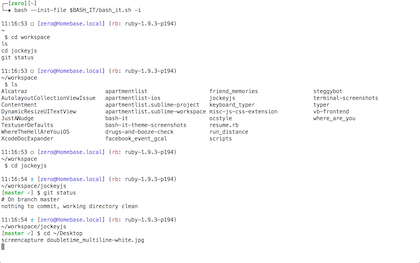 [zero][~]
bash --init-file $BASH_IT/bash_it.sh -i
11:16:53 [zero@Homebase.local] (rb: ruby-1.9.3-p194)
~
$ cd workspace
ls
cd jockeyjs
git status
11:16:53 [zero@Homebase.local] (rb: ruby-1.9.3-p194)
~/workspace
$ ls
Alcatraz apartmentlist friend_memories steggybot
AutolayoutCollectionViewIssue apartmentlist-ios jockeyjs terminal-screenshots
Contentment apartmentlist.sublime-project keyboard_typer typer
DynamicResizeUITextView apartmentlist.sublime-workspace misc-js-css-extension vb-frontend
JustANudge bash-it ocstyle where_are_you
TestuserDefaults bash-it-theme-screenshots resume.rb
WhereTheHellAreYouiOS drugs-and-booze-check run_distance
XcodeDocExpander facebook_event_gcal scripts
11:16:53 [zero@Homebase.local] (rb: ruby-1.9.3-p194)
~/workspace
$ cd jockeyjs
11:16:54 ± [zero@Homebase.local] (rb: ruby-1.9.3-p194)
~/workspace/jockeyjs
[master ✓] $ git status
# On branch master
nothing to commit, working directory clean
11:16:54 ± [zero@Homebase.local] (rb: ruby-1.9.3-p194)
~/workspace/jockeyjs
[master ✓] $ cd ~/Desktop
screencapture doubletime_multiline-white.jpg